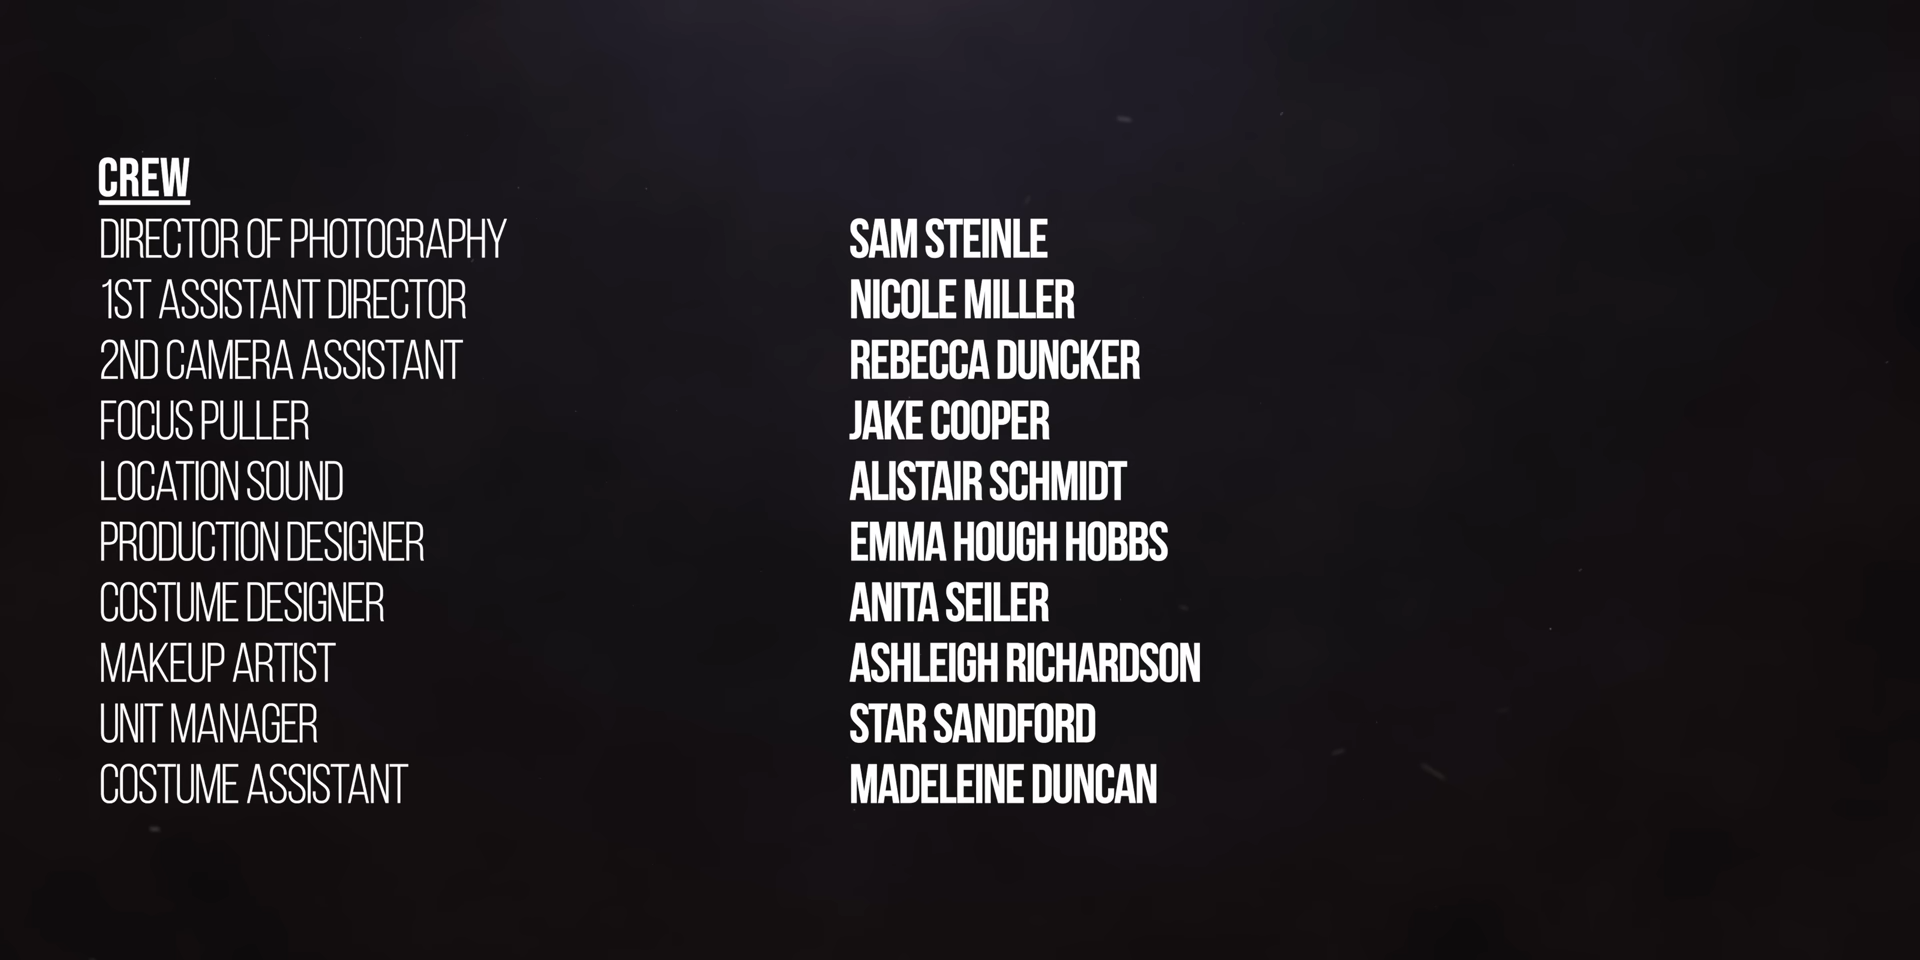 CREW
DIRECTOR OF PHOTOGRAPHY SAM STEINLE
1ST ASSISTANT DIRECTOR NICOLE MILLER
2ND CAMERA ASSISTANT REBECCA DUNCKER
FOCUS PULLER JAKE COOPER
LOCATION SOUND ALISTAIR SCHMIDT
PRODUCTION DESIGNER EMMA HOUGH HOBBS
COSTUME DESIGNER ANITA SEILER
MAKEUP ARTIST ASHLEIGH RICHARDSON
UNIT MANAGER STAR SANDFORD
COSTUME ASSISTANT MADELEINE DUNCAN